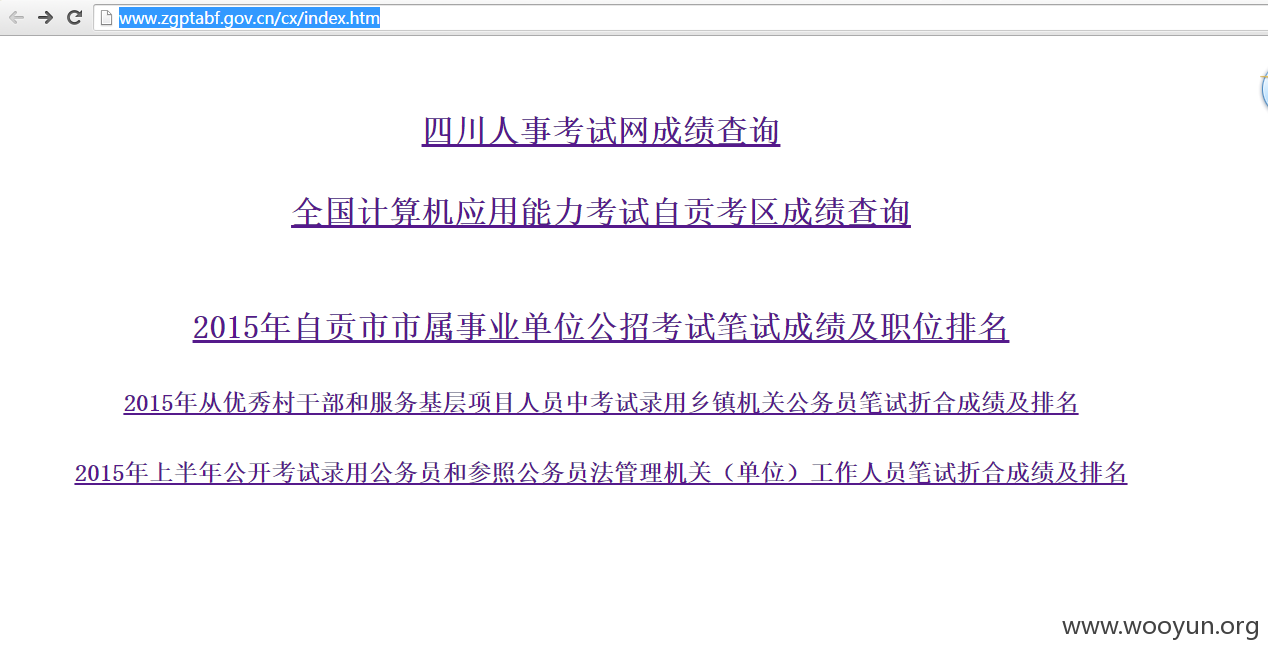 www.zgptabf.gov.cn/cx/index.htm
四川人事考试网成绩查询
全国计算机应用能力考试自贡考区成绩查询
2015年自贡市市属事业单位公招考试笔试成绩及职位排名
2015年从优秀村干部和服务基层项目人员中考试录用乡镇机关公务员笔试折合成绩及排名
2015年上半年公开考试录用公务员和参照公务员法管理机关（单位）工作人员笔试折合成绩及排名
www.wooyun.org